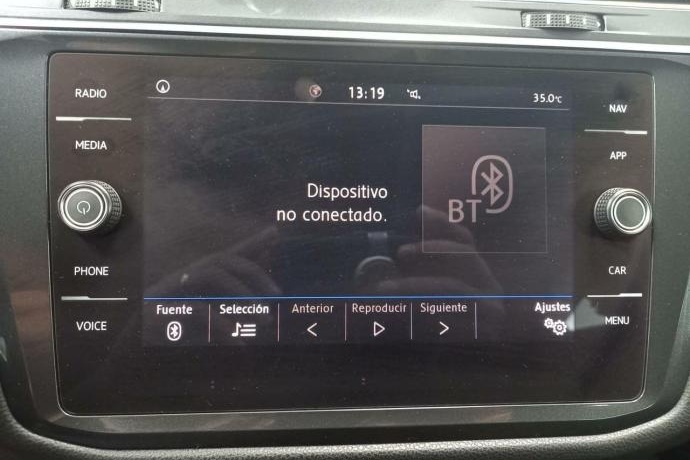 RADIO
MEDIA
PHONE
VOICE
13:19
35.0°C
Dispositivo
no conectado.
BT
Fuente
Selección
Anterior
Reproducir
Siguiente
Ajustes
NAV
APP
CAR
MENU